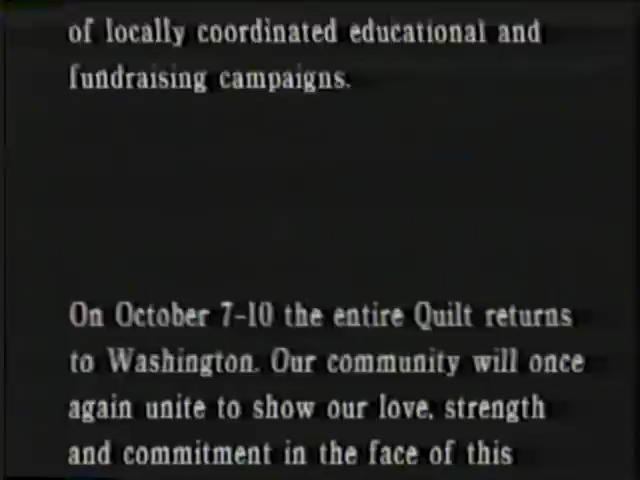 of locally coordinated educational and
fundraising campaigns.
On October 7-10 the entire Quilt returns
to Washington. Our community will once
again unite to show our love, strength
and commitment in the face of this